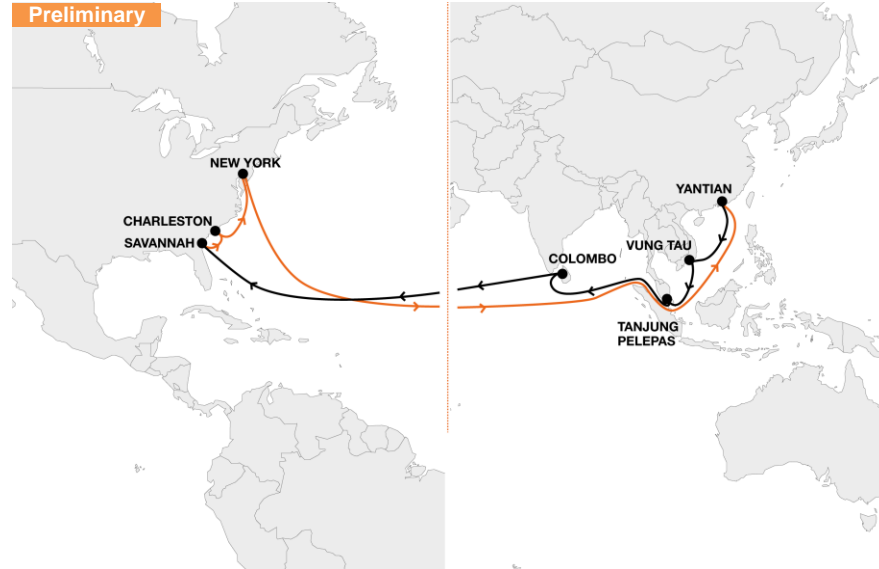 Preliminary
NEW YORK
CHARLESTON
SAVANNAH
YANTIAN
VUNG TAU
COLOMBO
TANJUNG
PELEPAS